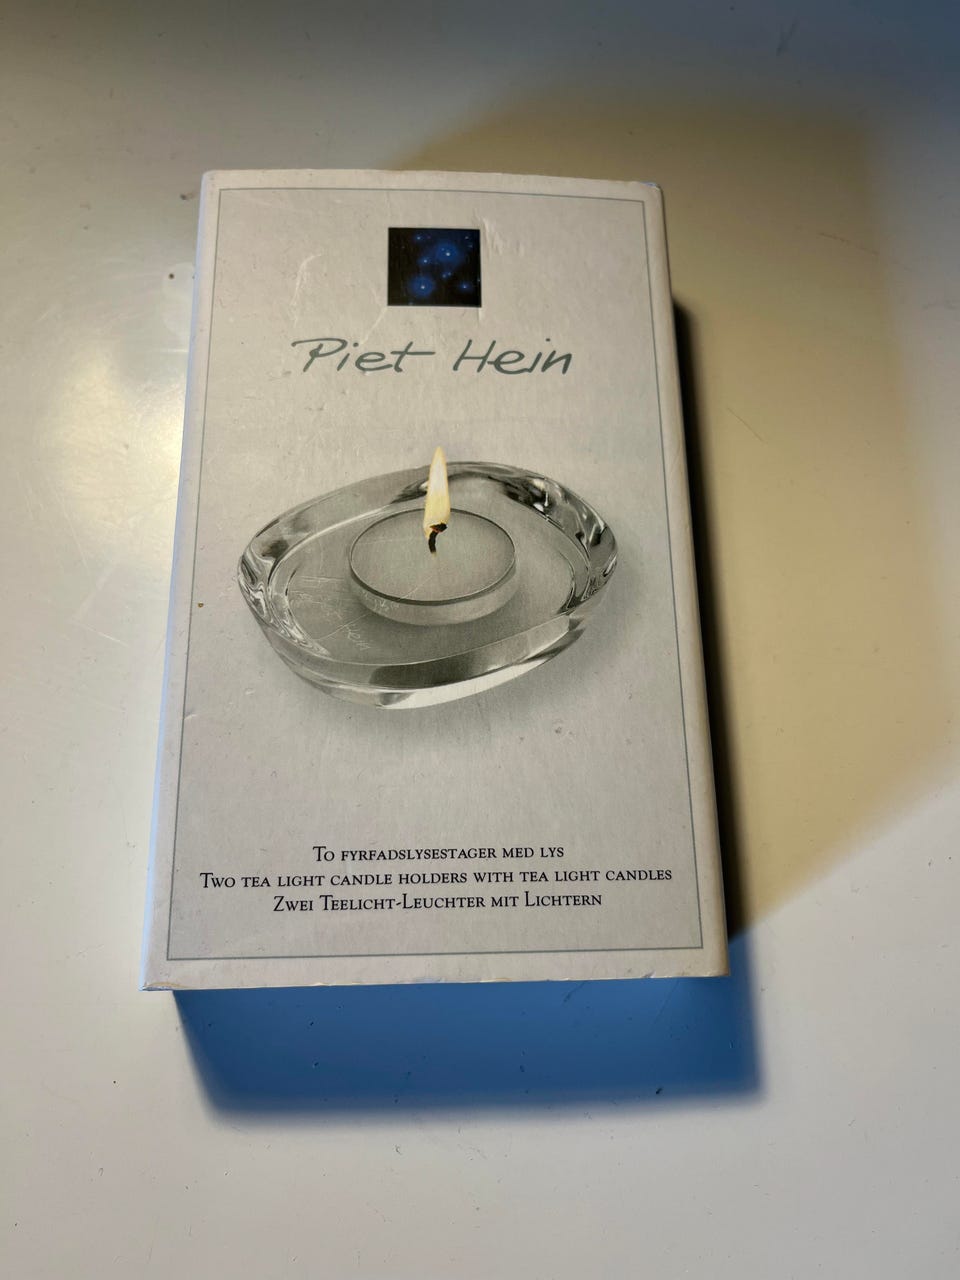 Piet Hein
To fyrfadslysestager med lys
Two tea light candle holders with tea light candles
Zwei Teelicht-Leuchter mit Lichtern